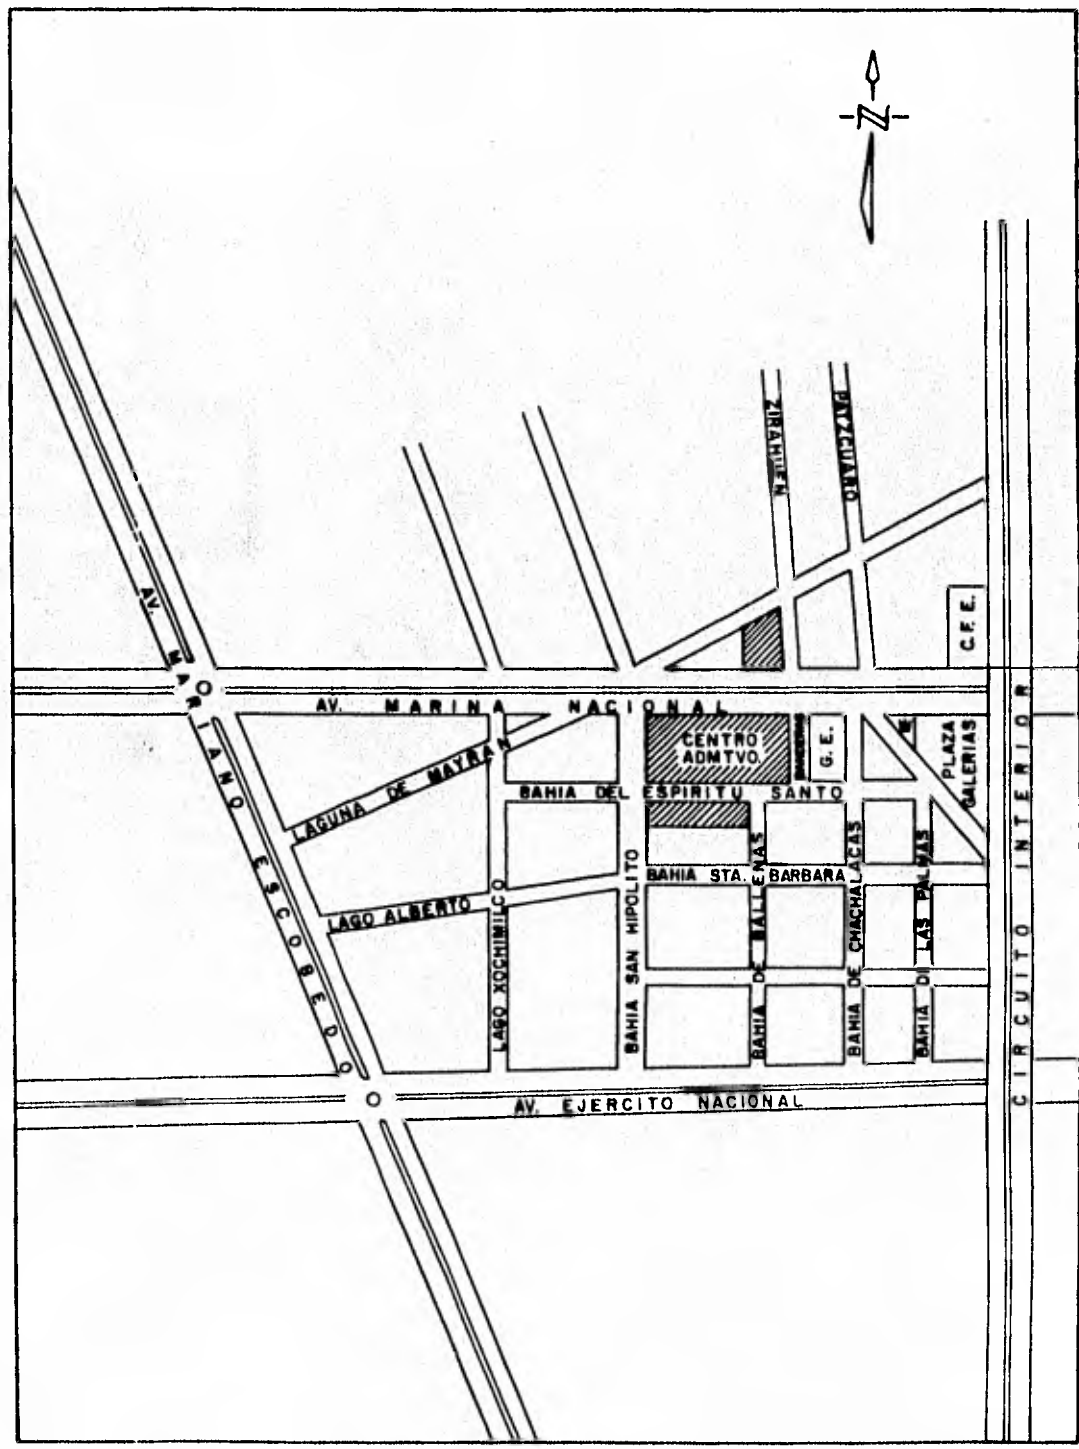 N
ZIRAHUEN
PATZCUARO
C. F. E.
AV. MARIANO ESCOBEDO
AV. MARINA NACIONAL
CENTRO
ADMTVO.
BANCOMER
G. E.
PLAZA
GALERIAS
LAGUNA DE MAYRAN
BAHIA DEL ESPIRITU SANTO
BAHIA STA. BARBARA
LAGO ALBERTO
LAGO XOCHIMILCO
BAHIA SAN HIPOLITO
BAHIA DE BALLENAS
BAHIA DE CHACHALACAS
BAHIA DI LAS PALMAS
CIRCUITO INTERIOR
AV. EJERCITO NACIONAL